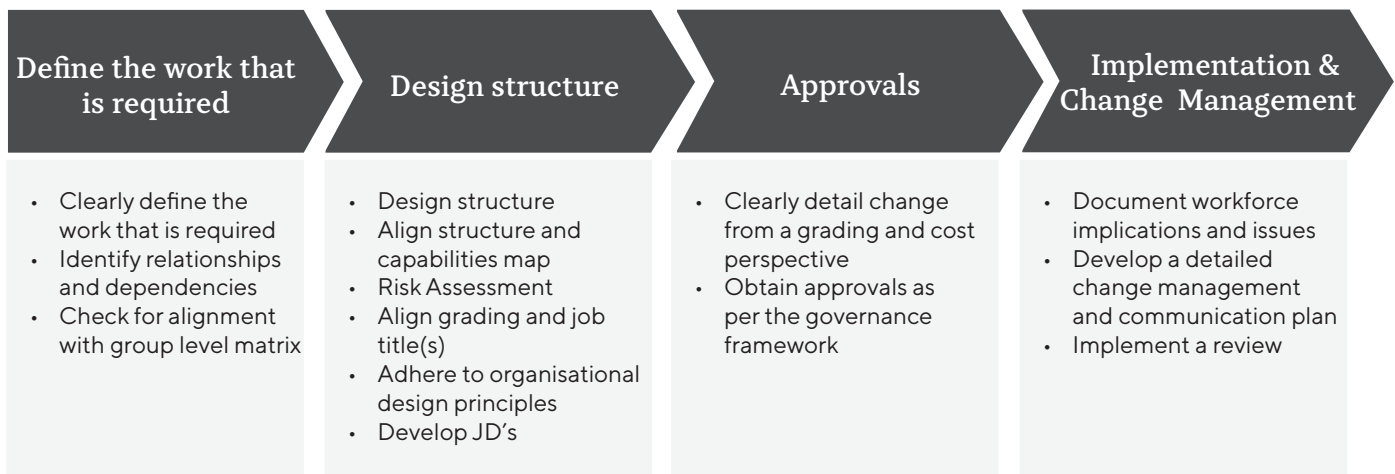 Define the work that
is required
• Clearly define the
work that is required
• Identify relationships
and dependencies
• Check for alignment
with group level matrix
Design structure
• Design structure
• Align structure and
capabilities map
• Risk Assessment
• Align grading and job
title(s)
• Adhere to organisational
design principles
• Develop JD’s
Approvals
• Clearly detail change
from a grading and cost
perspective
• Obtain approvals as
per the governance
framework
Implementation &
Change Management
• Document workforce
implications and issues
• Develop a detailed
change management
and communication plan
• Implement a review